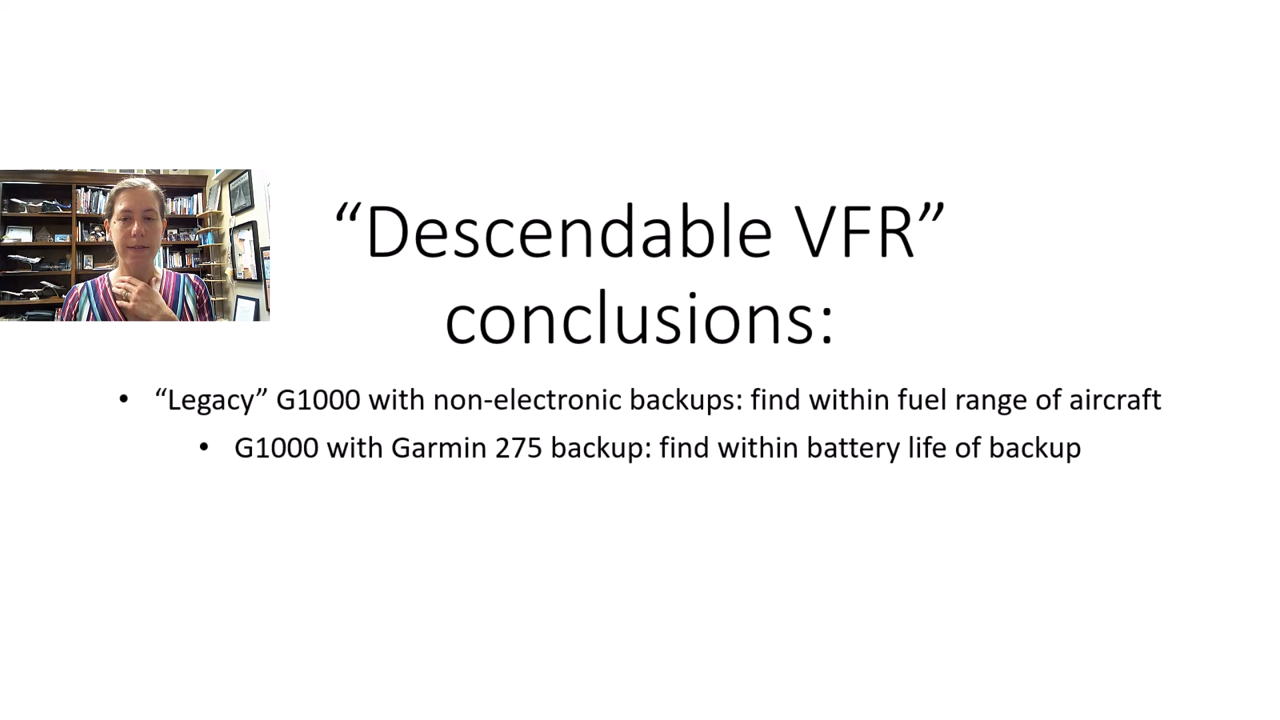 “Descendable VFR”
conclusions:
• “Legacy” G1000 with non-electronic backups: find within fuel range of aircraft
• G1000 with Garmin 275 backup: find within battery life of backup